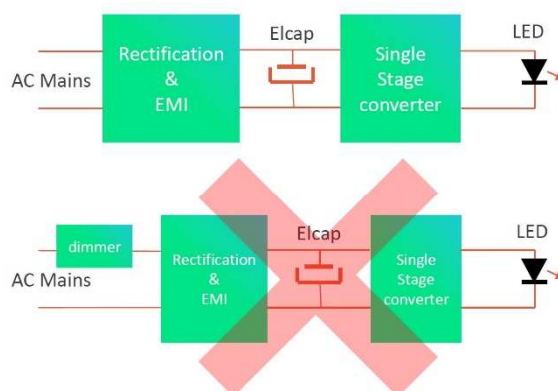 Elcap
LED
AC Mains
Rectification
&
EMI
Single
Stage
converter
Elcap
LED
dimmer
AC Mains
Rectification
&
EMI
Single
Stage
converter